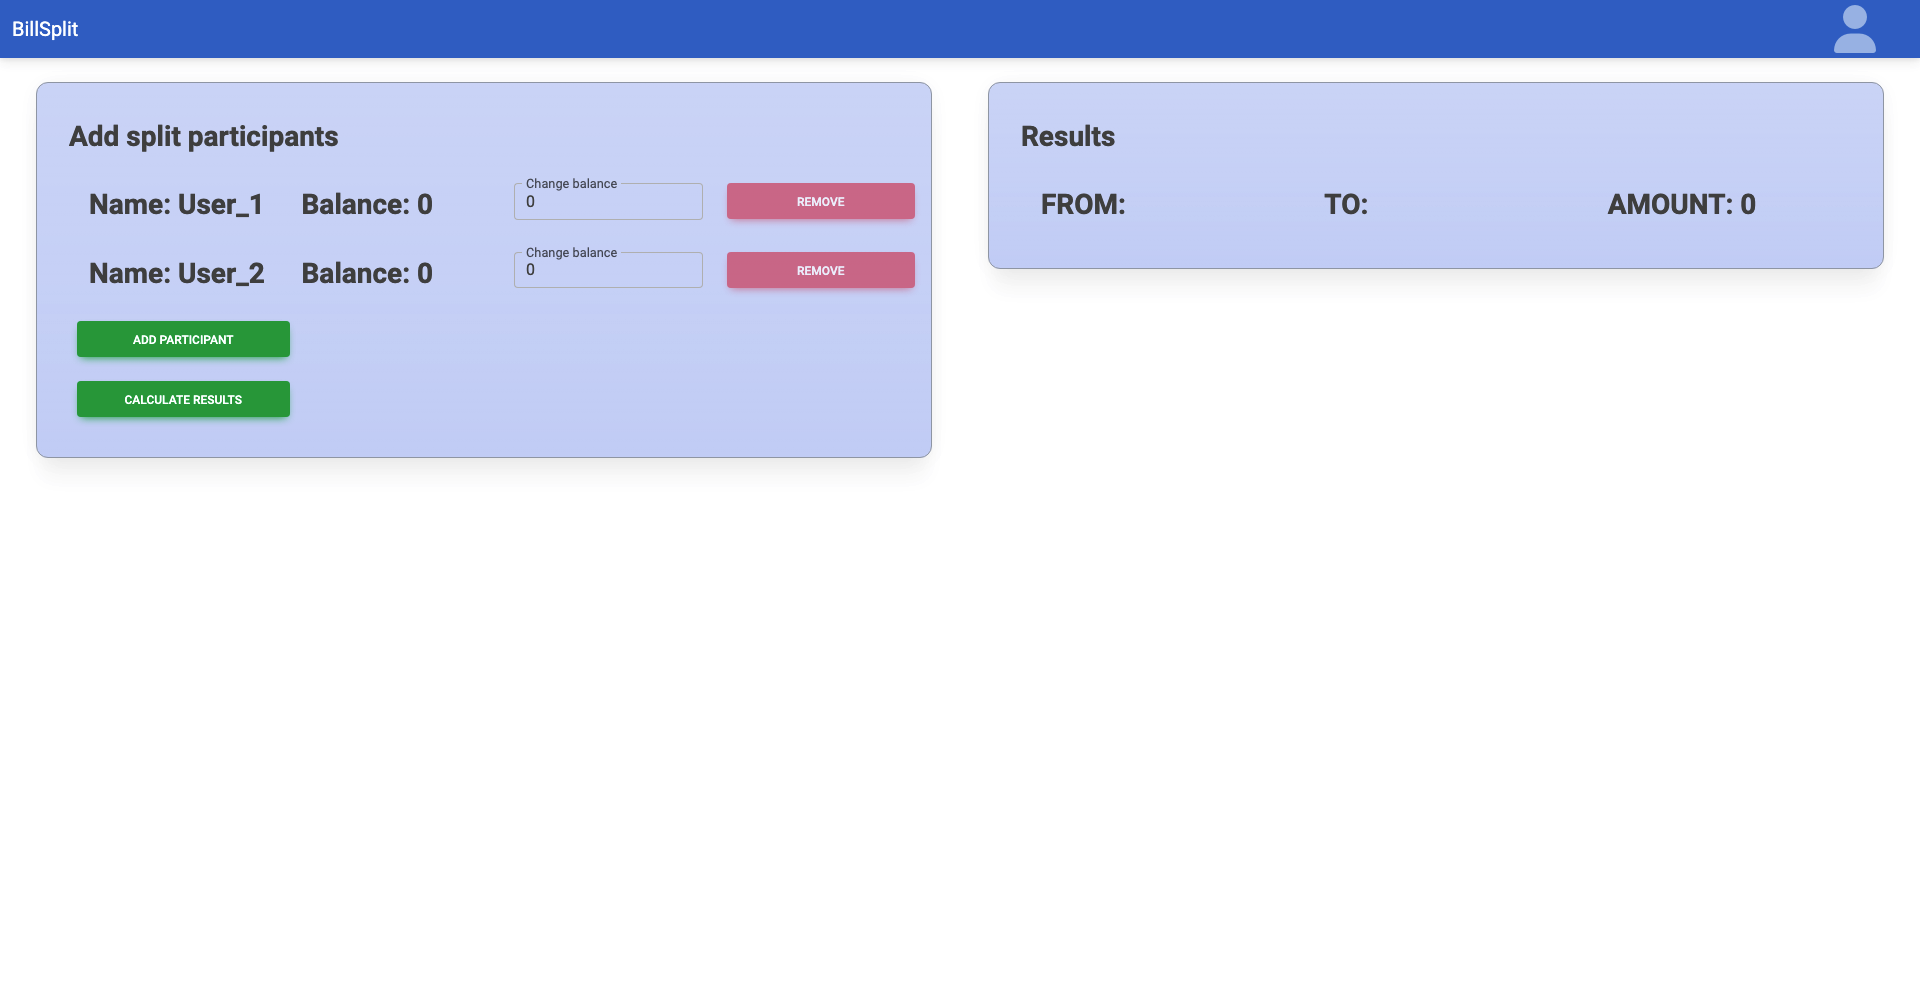 BillSplit
Add split participants
Name: User_1 Balance: 0 Change balance 0 REMOVE
Name: User_2 Balance: 0 Change balance 0 REMOVE
ADD PARTICIPANT
CALCULATE RESULTS
Results
FROM: TO: AMOUNT: 0